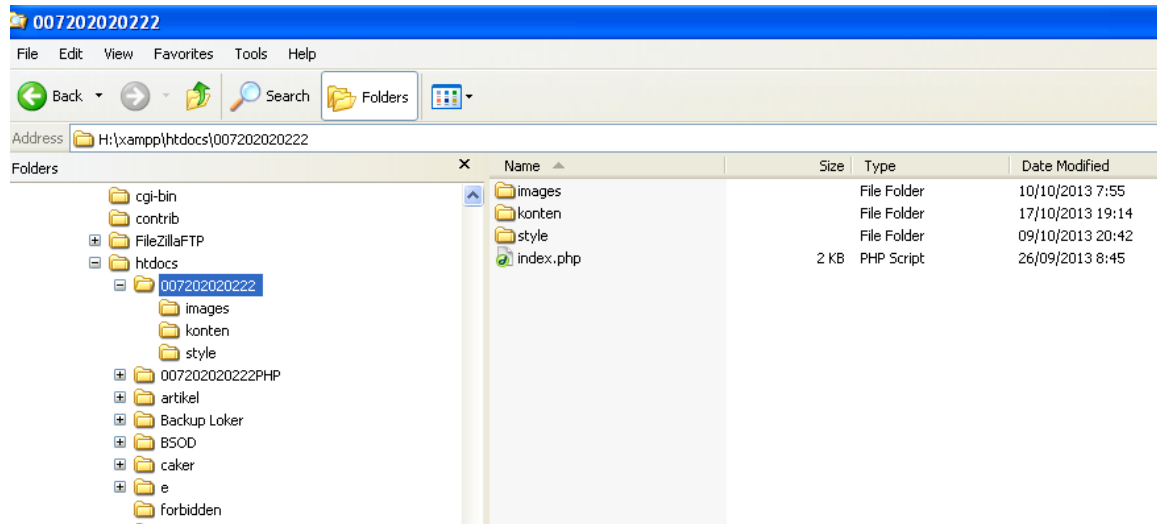 007202020222
File Edit View Favorites Tools Help
Back Search Folders
Address H:\xampp\htdocs\007202020222
Folders Name Size Type Date Modified
cgi-bin images File Folder 10/10/2013 7:55
contrib konten File Folder 17/10/2013 19:14
FileZillaFTP style File Folder 09/10/2013 20:42
htdocs index.php 2 KB PHP Script 26/09/2013 8:45
007202020222
images
konten
style
007202020222PHP
artikel
Backup Loker
BSOD
caker
e
forbidden